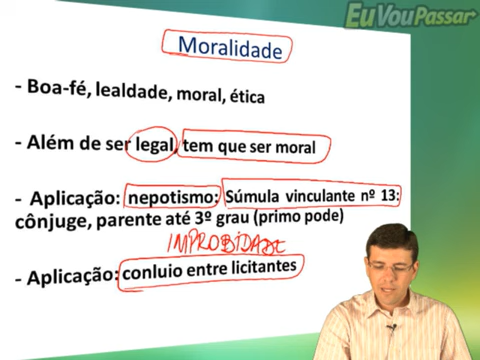 EuVouPassar
Moralidade
- Boa-fé, lealdade, moral, ética
- Além de ser legal, tem que ser moral
- Aplicação: nepotismo: Súmula vinculante nº 13:
cônjuge, parente até 3º grau (primo pode)
IMPROBIDADE
- Aplicação: conluio entre licitantes